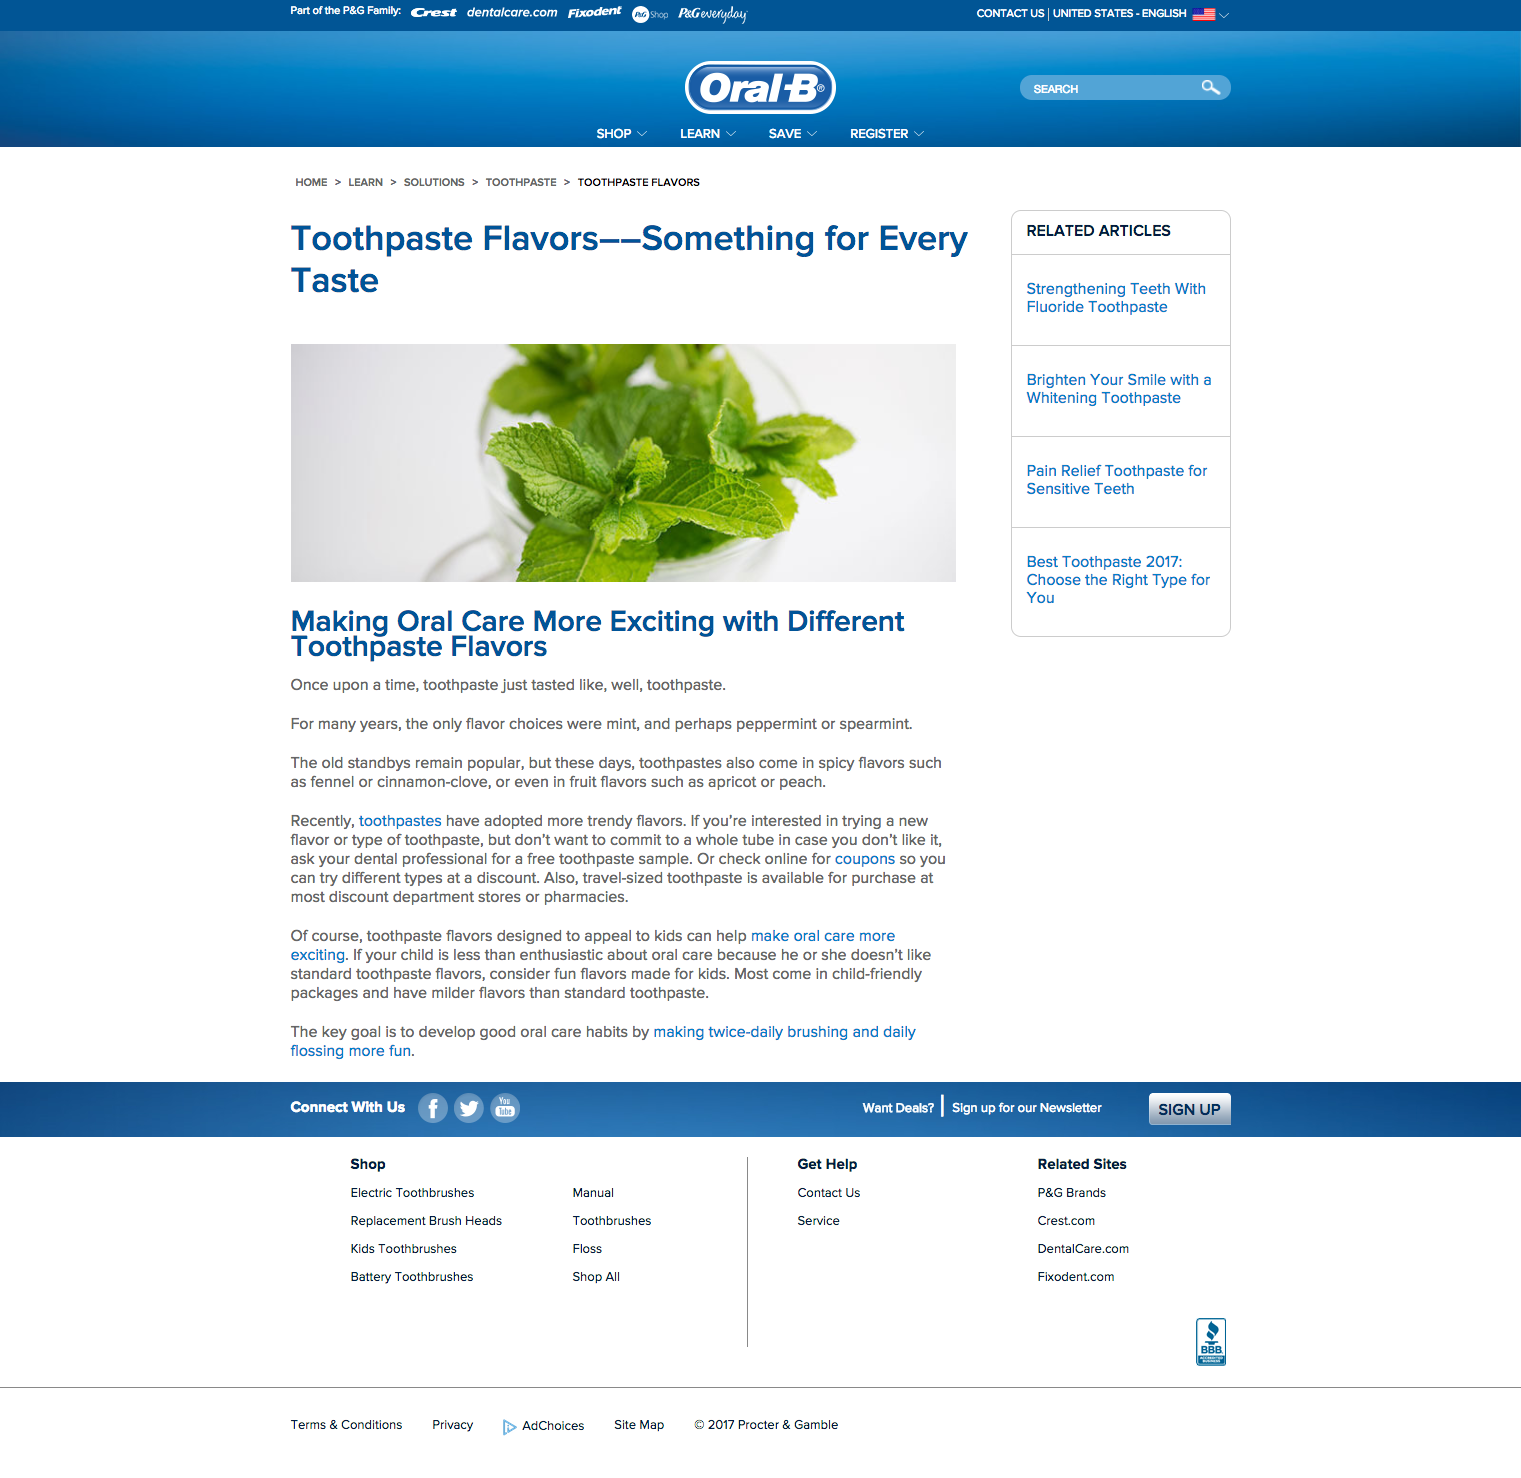 Part of the P&G Family: Crest dentalcare.com Fixodent P&G Shop P&Geveryday
CONTACT US | UNITED STATES - ENGLISH
Oral-B®
SEARCH
SHOP LEARN SAVE REGISTER
HOME > LEARN > SOLUTIONS > TOOTHPASTE > TOOTHPASTE FLAVORS
Toothpaste Flavors––Something for Every
Taste
Making Oral Care More Exciting with Different
Toothpaste Flavors
Once upon a time, toothpaste just tasted like, well, toothpaste.
For many years, the only flavor choices were mint, and perhaps peppermint or spearmint.
The old standbys remain popular, but these days, toothpastes also come in spicy flavors such
as fennel or cinnamon-clove, or even in fruit flavors such as apricot or peach.
Recently, toothpastes have adopted more trendy flavors. If you’re interested in trying a new
flavor or type of toothpaste, but don’t want to commit to a whole tube in case you don’t like it,
ask your dental professional for a free toothpaste sample. Or check online for coupons so you
can try different types at a discount. Also, travel-sized toothpaste is available for purchase at
most discount department stores or pharmacies.
Of course, toothpaste flavors designed to appeal to kids can help make oral care more
exciting. If your child is less than enthusiastic about oral care because he or she doesn’t like
standard toothpaste flavors, consider fun flavors made for kids. Most come in child-friendly
packages and have milder flavors than standard toothpaste.
The key goal is to develop good oral care habits by making twice-daily brushing and daily
flossing more fun.
RELATED ARTICLES
Strengthening Teeth With
Fluoride Toothpaste
Brighten Your Smile with a
Whitening Toothpaste
Pain Relief Toothpaste for
Sensitive Teeth
Best Toothpaste 2017:
Choose the Right Type for
You
Connect With Us
You
Tube
Want Deals? | Sign up for our Newsletter
SIGN UP
Shop
Electric Toothbrushes
Replacement Brush Heads
Kids Toothbrushes
Battery Toothbrushes
Manual
Toothbrushes
Floss
Shop All
Get Help
Contact Us
Service
Related Sites
P&G Brands
Crest.com
DentalCare.com
Fixodent.com
BBB.
ACCREDITED
BUSINESS
Terms & Conditions Privacy AdChoices Site Map © 2017 Procter & Gamble